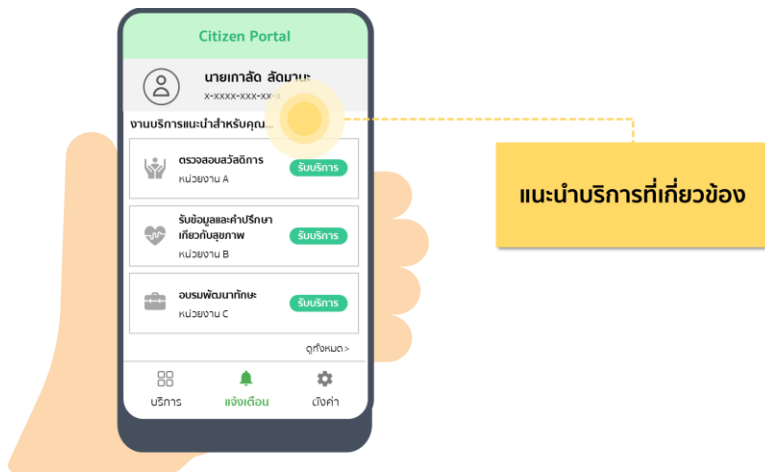 Citizen Portal
นายเกาลัด ลัดมานะ
x-xxxx-xxx-xx-x
งานบริการแนะนำสำหรับคุณ...
ตรวจสอบสวัสดิการ
หน่วยงาน A
รับบริการ
รับข้อมูลและคำปรึกษา
เกี่ยวกับสุขภาพ
หน่วยงาน B
รับบริการ
อบรมพัฒนาทักษะ
หน่วยงาน C
รับบริการ
ดูทั้งหมด>
บริการ
แจ้งเตือน
ตั้งค่า
แนะนำบริการที่เกี่ยวข้อง